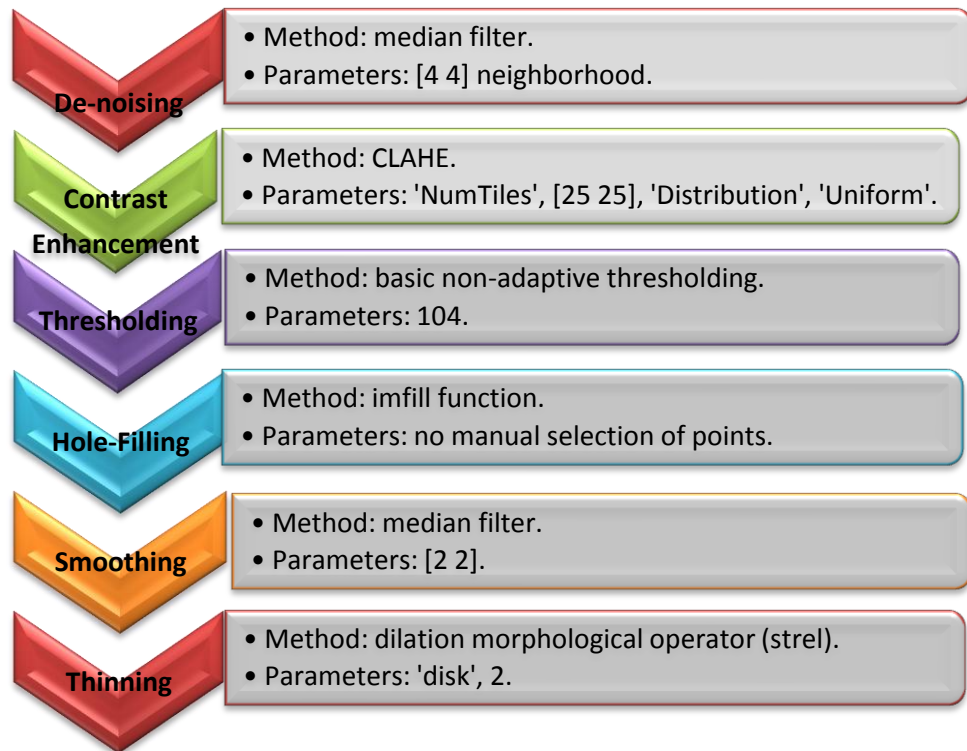 De-noising
• Method: median filter.
• Parameters: [4 4] neighborhood.
Contrast
Enhancement
• Method: CLAHE.
• Parameters: 'NumTiles', [25 25], 'Distribution', 'Uniform'.
Thresholding
• Method: basic non-adaptive thresholding.
• Parameters: 104.
Hole-Filling
• Method: imfill function.
• Parameters: no manual selection of points.
Smoothing
• Method: median filter.
• Parameters: [2 2].
Thinning
• Method: dilation morphological operator (strel).
• Parameters: 'disk', 2.